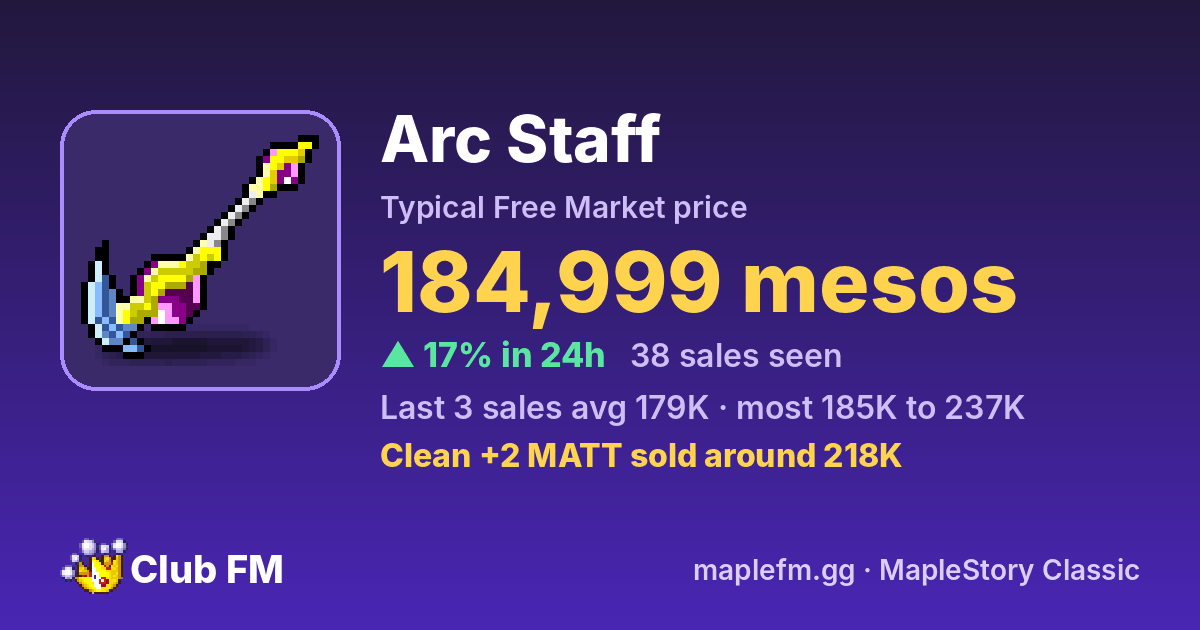 Arc Staff
Typical Free Market price
184,999 mesos
▲ 17% in 24h 38 sales seen
Last 3 sales avg 179K · most 185K to 237K
Clean +2 MATT sold around 218K
Club FM
maplefm.gg · MapleStory Classic